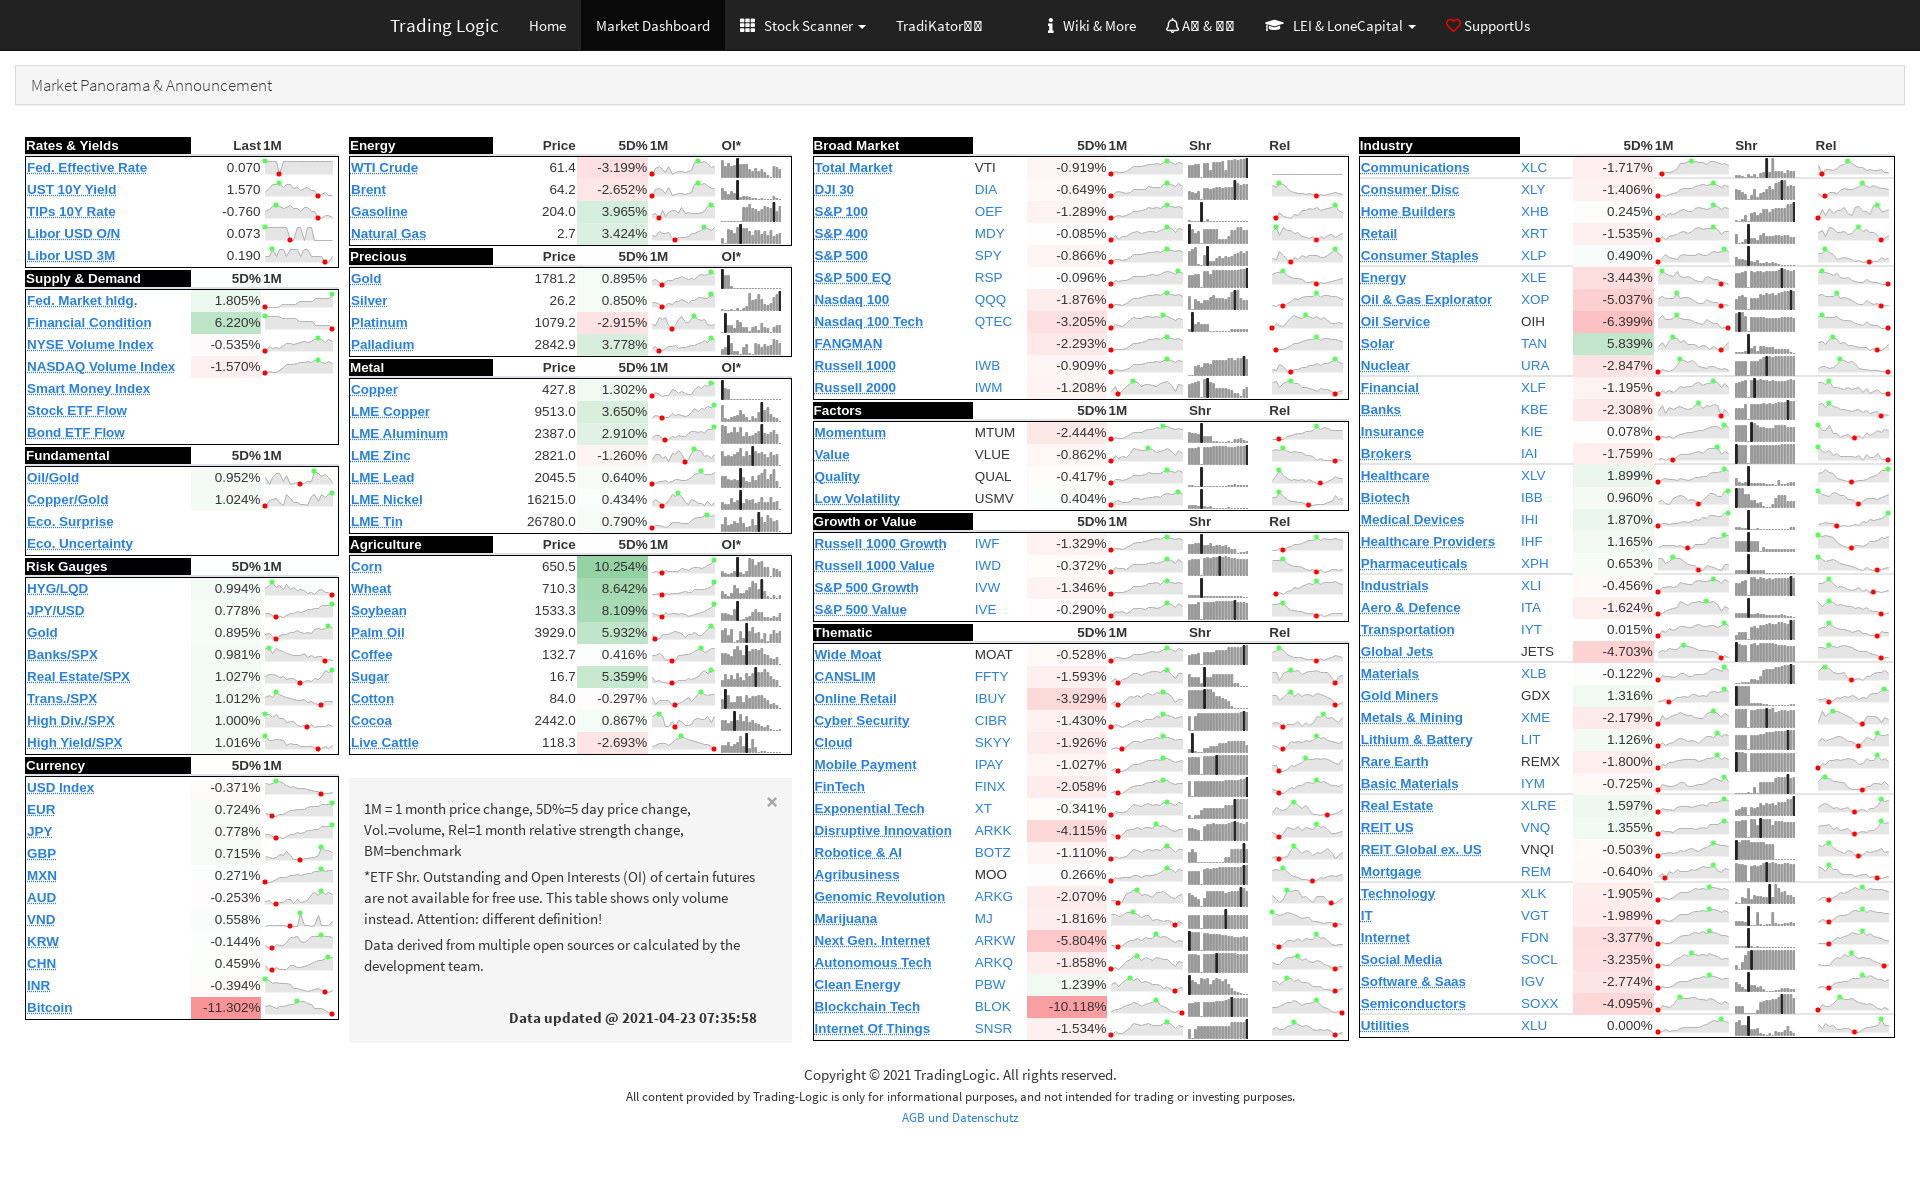 Trading Logic Home Market Dashboard Stock Scanner TradiKator Wiki & More A & LEI & LoneCapital SupportUs
Market Panorama & Announcement
Rates & Yields Last 1M
Fed. Effective Rate 0.070
UST 10Y Yield 1.570
TIPs 10Y Rate -0.760
Libor USD O/N 0.073
Libor USD 3M 0.190
Supply & Demand 5D% 1M
Fed. Market hldg. 1.805%
Financial Condition 6.220%
NYSE Volume Index -0.535%
NASDAQ Volume Index -1.570%
Smart Money Index
Stock ETF Flow
Bond ETF Flow
Fundamental 5D% 1M
Oil/Gold 0.952%
Copper/Gold 1.024%
Eco. Surprise
Eco. Uncertainty
Risk Gauges 5D% 1M
HYG/LQD 0.994%
JPY/USD 0.778%
Gold 0.895%
Banks/SPX 0.981%
Real Estate/SPX 1.027%
Trans./SPX 1.012%
High Div./SPX 1.000%
High Yield/SPX 1.016%
Currency 5D% 1M
USD Index -0.371%
EUR 0.724%
JPY 0.778%
GBP 0.715%
MXN 0.271%
AUD -0.253%
VND 0.558%
KRW -0.144%
CHN 0.459%
INR -0.394%
Bitcoin -11.302%
Energy Price 5D% 1M OI*
WTI Crude 61.4 -3.199%
Brent 64.2 -2.652%
Gasoline 204.0 3.965%
Natural Gas 2.7 3.424%
Precious Price 5D% 1M OI*
Gold 1781.2 0.895%
Silver 26.2 0.850%
Platinum 1079.2 -2.915%
Palladium 2842.9 3.778%
Metal Price 5D% 1M OI*
Copper 427.8 1.302%
LME Copper 9513.0 3.650%
LME Aluminum 2387.0 2.910%
LME Zinc 2821.0 -1.260%
LME Lead 2045.5 0.640%
LME Nickel 16215.0 0.434%
LME Tin 26780.0 0.790%
Agriculture Price 5D% 1M OI*
Corn 650.5 10.254%
Wheat 710.3 8.642%
Soybean 1533.3 8.109%
Palm Oil 3929.0 5.932%
Coffee 132.7 0.416%
Sugar 16.7 5.359%
Cotton 84.0 -0.297%
Cocoa 2442.0 0.867%
Live Cattle 118.3 -2.693%
×
1M = 1 month price change, 5D%=5 day price change,
Vol.=volume, Rel=1 month relative strength change,
BM=benchmark
*ETF Shr. Outstanding and Open Interests (OI) of certain futures
are not available for free use. This table shows only volume
instead. Attention: different definition!
Data derived from multiple open sources or calculated by the
development team.
Data updated @ 2021-04-23 07:35:58
Broad Market 5D% 1M Shr Rel
Total Market VTI -0.919%
DJI 30 DIA -0.649%
S&P 100 OEF -1.289%
S&P 400 MDY -0.085%
S&P 500 SPY -0.866%
S&P 500 EQ RSP -0.096%
Nasdaq 100 QQQ -1.876%
Nasdaq 100 Tech QTEC -3.205%
FANGMAN -2.293%
Russell 1000 IWB -0.909%
Russell 2000 IWM -1.208%
Factors 5D% 1M Shr Rel
Momentum MTUM -2.444%
Value VLUE -0.862%
Quality QUAL -0.417%
Low Volatility USMV 0.404%
Growth or Value 5D% 1M Shr Rel
Russell 1000 Growth IWF -1.329%
Russell 1000 Value IWD -0.372%
S&P 500 Growth IVW -1.346%
S&P 500 Value IVE -0.290%
Thematic 5D% 1M Shr Rel
Wide Moat MOAT -0.528%
CANSLIM FFTY -1.593%
Online Retail IBUY -3.929%
Cyber Security CIBR -1.430%
Cloud SKYY -1.926%
Mobile Payment IPAY -1.027%
FinTech FINX -2.058%
Exponential Tech XT -0.341%
Disruptive Innovation ARKK -4.115%
Robotice & AI BOTZ -1.110%
Agribusiness MOO 0.266%
Genomic Revolution ARKG -2.070%
Marijuana MJ -1.816%
Next Gen. Internet ARKW -5.804%
Autonomous Tech ARKQ -1.858%
Clean Energy PBW 1.239%
Blockchain Tech BLOK -10.118%
Internet Of Things SNSR -1.534%
Industry 5D% 1M Shr Rel
Communications XLC -1.717%
Consumer Disc XLY -1.406%
Home Builders XHB 0.245%
Retail XRT -1.535%
Consumer Staples XLP 0.490%
Energy XLE -3.443%
Oil & Gas Explorator XOP -5.037%
Oil Service OIH -6.399%
Solar TAN 5.839%
Nuclear URA -2.847%
Financial XLF -1.195%
Banks KBE -2.308%
Insurance KIE 0.078%
Brokers IAI -1.759%
Healthcare XLV 1.899%
Biotech IBB 0.960%
Medical Devices IHI 1.870%
Healthcare Providers IHF 1.165%
Pharmaceuticals XPH 0.653%
Industrials XLI -0.456%
Aero & Defence ITA -1.624%
Transportation IYT 0.015%
Global Jets JETS -4.703%
Materials XLB -0.122%
Gold Miners GDX 1.316%
Metals & Mining XME -2.179%
Lithium & Battery LIT 1.126%
Rare Earth REMX -1.800%
Basic Materials IYM -0.725%
Real Estate XLRE 1.597%
REIT US VNQ 1.355%
REIT Global ex. US VNQI -0.503%
Mortgage REM -0.640%
Technology XLK -1.905%
IT VGT -1.989%
Internet FDN -3.377%
Social Media SOCL -3.235%
Software & Saas IGV -2.774%
Semiconductors SOXX -4.095%
Utilities XLU 0.000%
Copyright © 2021 TradingLogic. All rights reserved.
All content provided by Trading-Logic is only for informational purposes, and not intended for trading or investing purposes.
AGB und Datenschutz